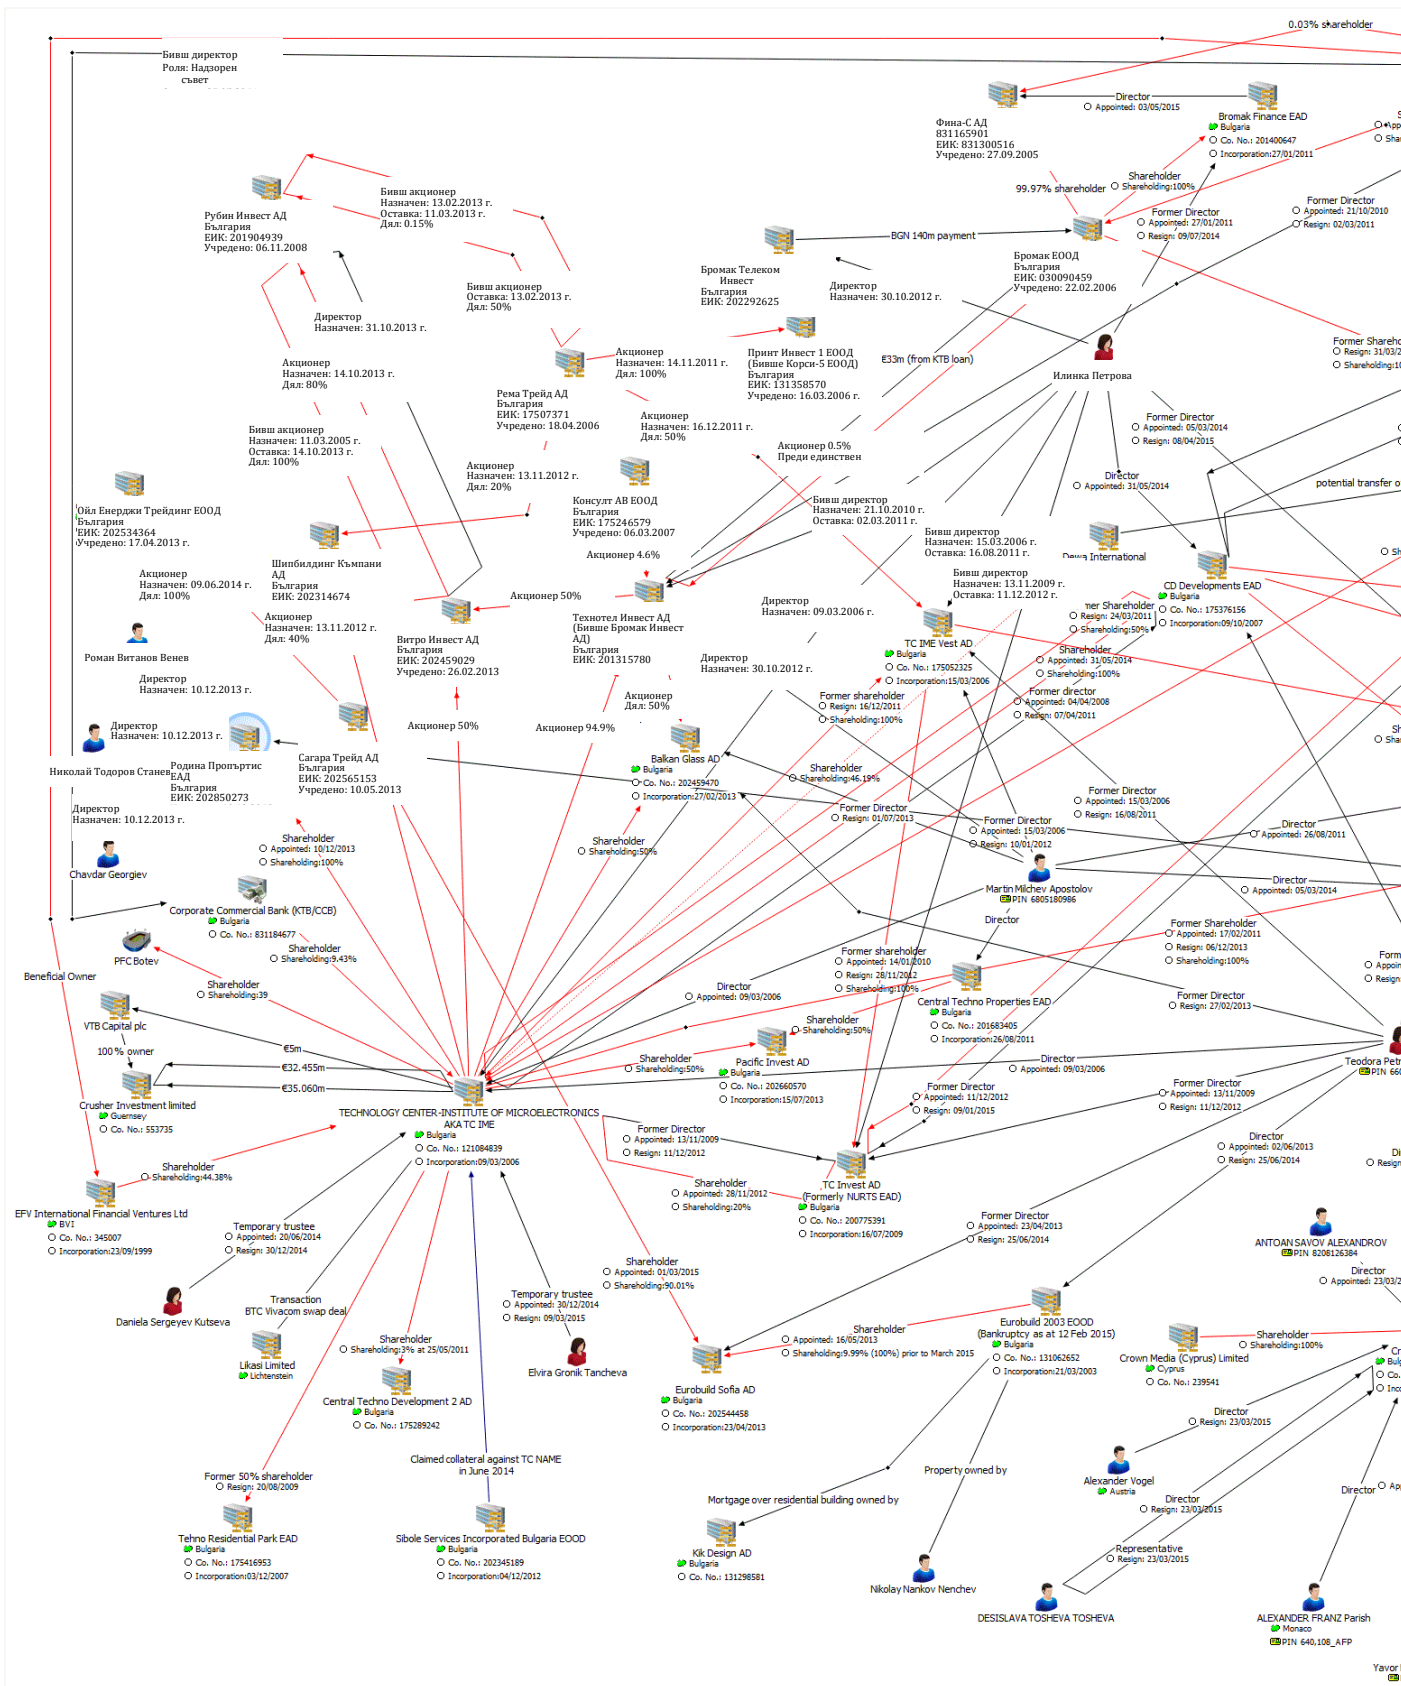 0.03% shareholder
Бивш директор
Роля: Надзорен
съвет
Director
Appointed: 03/05/2015
Bromak Finance EAD
Bulgaria
Co. No.: 201400647
Incorporation:27/01/2011
Фина-С АД
831165901
ЕИК: 831300516
Учредено: 27.09.2005
Shareholder
Shareholding:100%
99.97% shareholder
Former Director
Appointed: 21/10/2010
Resign: 02/03/2011
Former Director
Appointed: 27/01/2011
Resign: 09/07/2014
Бивш акционер
Назначен: 13.02.2013 г.
Оставка: 11.03.2013 г.
Дял: 0.15%
Рубин Инвест АД
България
ЕИК: 201904939
Учредено: 06.11.2008
BGN 140m payment
Бромак ЕООД
България
ЕИК: 030090459
Учредено: 22.02.2006
Бромак Телеком
Инвест
България
ЕИК: 202292625
Директор
Назначен: 30.10.2012 г.
Бивш акционер
Оставка: 13.02.2013 г.
Дял: 50%
Директор
Назначен: 31.10.2013 г.
Former Shareho
Resign: 31/03/2
Shareholding:10
Акционер
Назначен: 14.11.2011 г.
Дял: 100%
Принт Инвест 1 ЕООД
(Бивше Корси-5 ЕООД)
България
ЕИК: 131358570
Учредено: 16.03.2006 г.
€33m (from KTB loan)
Илинка Петрова
Акционер
Назначен: 14.10.2013 г.
Дял: 80%
Рема Трейд АД
България
ЕИК: 17507371
Учредено: 18.04.2006
Акционер
Назначен: 16.12.2011 г.
Дял: 50%
Former Director
Appointed: 05/03/2014
Resign: 08/04/2015
Бивш акционер
Назначен: 11.03.2005 г.
Оставка: 14.10.2013 г.
Дял: 100%
Акционер 0.5%
Преди единствен
Акционер
Назначен: 13.11.2012 г.
Дял: 20%
Director
Appointed: 31/05/2014
potential transfer o
Консулт АВ ЕООД
България
ЕИК: 175246579
Учредено: 06.03.2007
Бивш директор
Назначен: 21.10.2010 г.
Оставка: 02.03.2011 г.
Ойл Енерджи Трейдинг ЕООД
България
ЕИК: 202534364
Учредено: 17.04.2013 г.
Бивш директор
Назначен: 15.03.2006 г.
Оставка: 16.08.2011 г.
Dewa International
Акционер 4.6%
Шипбилдинг Къмпани
АД
България
ЕИК: 202314674
Акционер
Назначен: 09.06.2014 г.
Дял: 100%
Бивш директор
Назначен: 13.11.2009 г.
Оставка: 11.12.2012 г.
CD Developments EAD
Bulgaria
Co. No.: 175376156
Incorporation:09/10/2007
Акционер 50%
Директор
Назначен: 09.03.2006 г.
mer Shareholder
Resign: 24/03/2011
Shareholding:50%
Акционер
Назначен: 13.11.2012 г.
Дял: 40%
Технотел Инвест АД
(Бивше Бромак Инвест
АД)
България
ЕИК: 201315780
Витро Инвест АД
България
ЕИК: 202459029
Учредено: 26.02.2013
TC IME Vest AD
Bulgaria
Co. No.: 175052325
Incorporation:15/03/2006
Shareholder
Appointed: 31/05/2014
Shareholding:100%
Роман Витанов Венев
Директор
Назначен: 30.10.2012 г.
Директор
Назначен: 10.12.2013 г.
Former director
Appointed: 04/04/2008
Resign: 07/04/2011
Former shareholder
Resign: 16/12/2011
Shareholding:100%
Акционер
Дял: 50%
Директор
Назначен: 10.12.2013 г.
Акционер 50%
Акционер 94.9%
Сагара Трейд АД
България
ЕИК: 202565153
Учредено: 10.05.2013
Balkan Glass AD
Bulgaria
Co. No.: 202459470
Incorporation:27/02/2013
Николай Тодоров Станев
Родина Пропъртис
ЕАД
България
ЕИК: 202850273
Shareholder
Shareholding:46.19%
Директор
Назначен: 10.12.2013 г.
Former Director
Appointed: 15/03/2006
Resign: 16/08/2011
Former Director
Resign: 01/07/2013
Former Director
Appointed: 15/03/2006
Resign: 10/01/2012
Director
Appointed: 26/08/2011
Shareholder
Appointed: 10/12/2013
Shareholding:100%
Shareholding:50%
Chavdar Georgiev
Martin Milchev Apostolov
PIN 6805180986
Director
Appointed: 05/03/2014
Corporate Commercial Bank (KTB/CCB)
Bulgaria
Co. No.: 831184677
Director
Former Shareholder
Appointed: 17/02/2011
Resign: 06/12/2013
Shareholding:100%
Shareholder
Shareholding:9.43%
PFC Botev
Former shareholder
Appointed: 14/01/2010
Resign: 28/11/2012
Shareholding:100%
Beneficial Owner
Shareholder
Shareholding:39
Director
Appointed: 09/03/2006
Central Techno Properties EAD
Bulgaria
Co. No.: 201683405
Incorporation:26/08/2011
Former Director
Resign: 27/02/2013
VTB Capital plc
Shareholder
Shareholding:50%
100 % owner
€5m
€32.455m
€35.060m
Shareholder
Shareholding:50%
Pacific Invest AD
Bulgaria
Co. No.: 202660570
Incorporation:15/07/2013
Director
Appointed: 09/03/2006
Teodora Pet
PIN 660
Crusher Investment limited
Guernsey
Co. No.: 553735
TECHNOLOGY CENTER-INSTITUTE OF MICROELECTRONICS
AKA TC IME
Bulgaria
Co. No.: 121084839
Incorporation:09/03/2006
Former Director
Appointed: 11/12/2012
Resign: 09/01/2015
Former Director
Appointed: 13/11/2009
Resign: 11/12/2012
Former Director
Appointed: 13/11/2009
Resign: 11/12/2012
Director
Appointed: 02/06/2013
Resign: 25/06/2014
Shareholder
Shareholding:44.38%
Shareholder
Appointed: 28/11/2012
Shareholding:20%
TC Invest AD
(Formerly NURTS EAD)
Bulgaria
Co. No.: 200775391
Incorporation:16/07/2009
EFV International Financial Ventures Ltd
BVI
Co. No.: 345007
Incorporation:23/09/1999
Temporary trustee
Appointed: 20/06/2014
Resign: 30/12/2014
Former Director
Appointed: 23/04/2013
Resign: 25/06/2014
ANTOAN SAVOV ALEXANDROV
PIN 8208126384
Shareholder
Appointed: 01/03/2015
Shareholding:90.01%
Director
Appointed: 23/03/2
Transaction
BTC Vivacom swap deal
Temporary trustee
Appointed: 30/12/2014
Resign: 09/03/2015
Daniela Sergeyev Kutseva
Eurobuild 2003 EOOD
(Bankruptcy as at 12 Feb 2015)
Bulgaria
Co. No.: 131062652
Incorporation:21/03/2003
Shareholder
Appointed: 16/05/2013
Shareholding:9.99% (100%) prior to March 2015
Shareholder
Shareholding:3% at 25/05/2011
Shareholder
Shareholding:100%
Likasi Limited
Lichtenstein
Elvira Gronik Tancheva
Crown Media (Cyprus) Limited
Cyprus
Co. No.: 239541
Eurobuild Sofia AD
Bulgaria
Co. No.: 202544458
Incorporation:23/04/2013
Central Techno Development 2 AD
Bulgaria
Co. No.: 175289242
Director
Resign: 23/03/2015
Claimed collateral against TC NAME
in June 2014
Former 50% shareholder
Resign: 20/08/2009
Property owned by
Alexander Vogel
Austria
Director
Mortgage over residential building owned by
Director
Resign: 23/03/2015
Tehno Residential Park EAD
Bulgaria
Co. No.: 175416953
Incorporation:03/12/2007
Sibole Services Incorporated Bulgaria EOOD
Bulgaria
Co. No.: 202345189
Incorporation:04/12/2012
Kik Design AD
Bulgaria
Co. No.: 131298581
Representative
Resign: 23/03/2015
Nikolay Nankov Nenchev
DESISLAVA TOSHEVA TOSHEVA
ALEXANDER FRANZ Parish
Monaco
PIN 640,108_AFP
Yavor